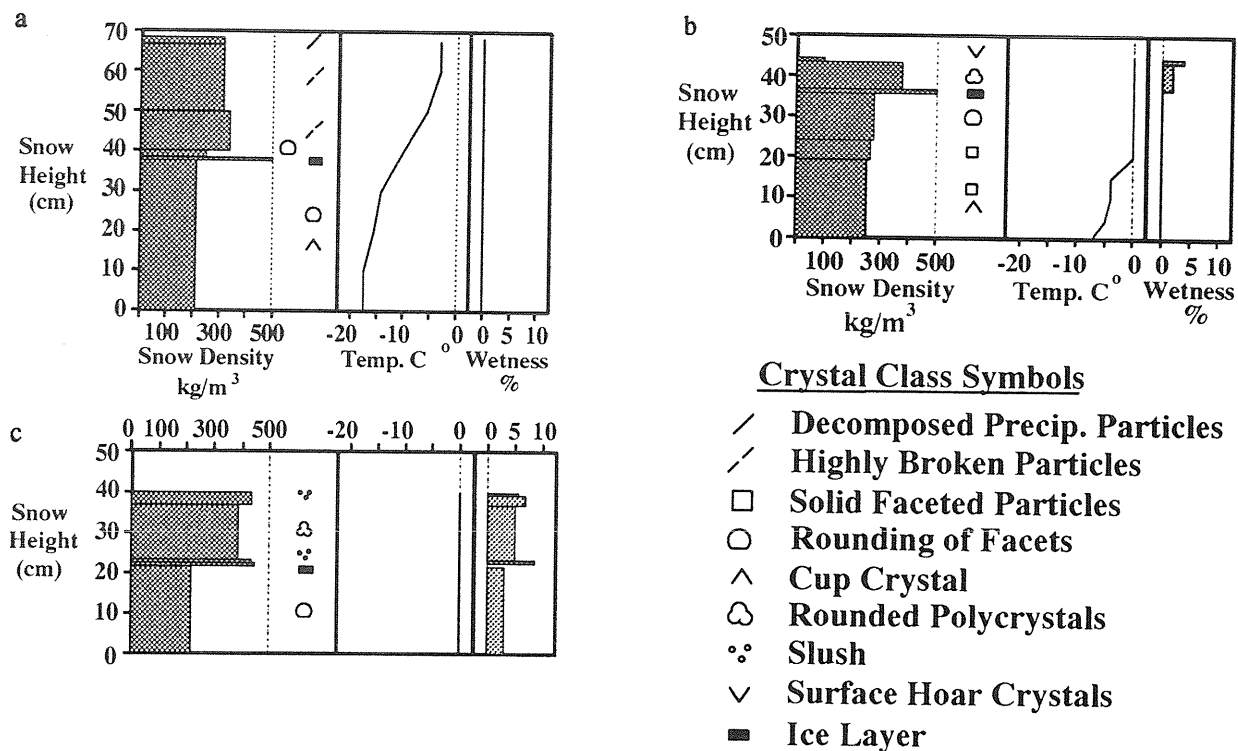 a
70
60
50
40
30
20
10
0
Snow
Height
(cm)
100 300 500
Snow Density
kg/m³
-20 -10 0
Temp. C °
0 5 10
Wetness
%
b
50
40
30
20
10
0
Snow
Height
(cm)
100 300 500
Snow Density
kg/m³
-20 -10 0
Temp. C °
0 5 10
Wetness
%
c
0 100 300 500 -20 -10 0 0 5 10
50
40
30
20
10
0
Snow
Height
(cm)
Crystal Class Symbols
Decomposed Precip. Particles
Highly Broken Particles
Solid Faceted Particles
Rounding of Facets
Cup Crystal
Rounded Polycrystals
Slush
Surface Hoar Crystals
Ice Layer